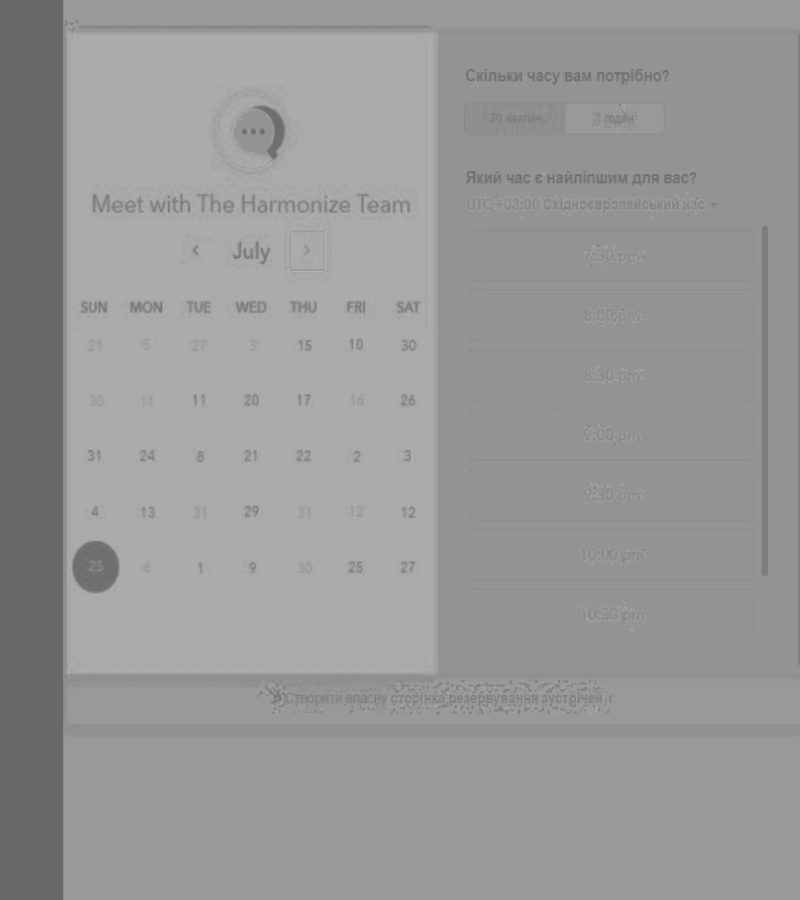 Meet with The Harmonize Team
July
SUN MON TUE WED THU FRI SAT
21 5 27 3 15 10 30
30 11 11 20 17 16 26
31 24 8 21 22 2 3
4 13 31 29 31 12 12
25 6 1 9 30 25 27
Скільки часу вам потрібно?
30 хвилин годин
Який час є найліпшим для вас?
UTC +03:00 Східноєвропейський час
7:30 pm
8:00 pm
8:30 pm
9:00 pm
9:30 pm
10:00 pm
10:30 pm
Створити власну сторінка резервування зустрічей